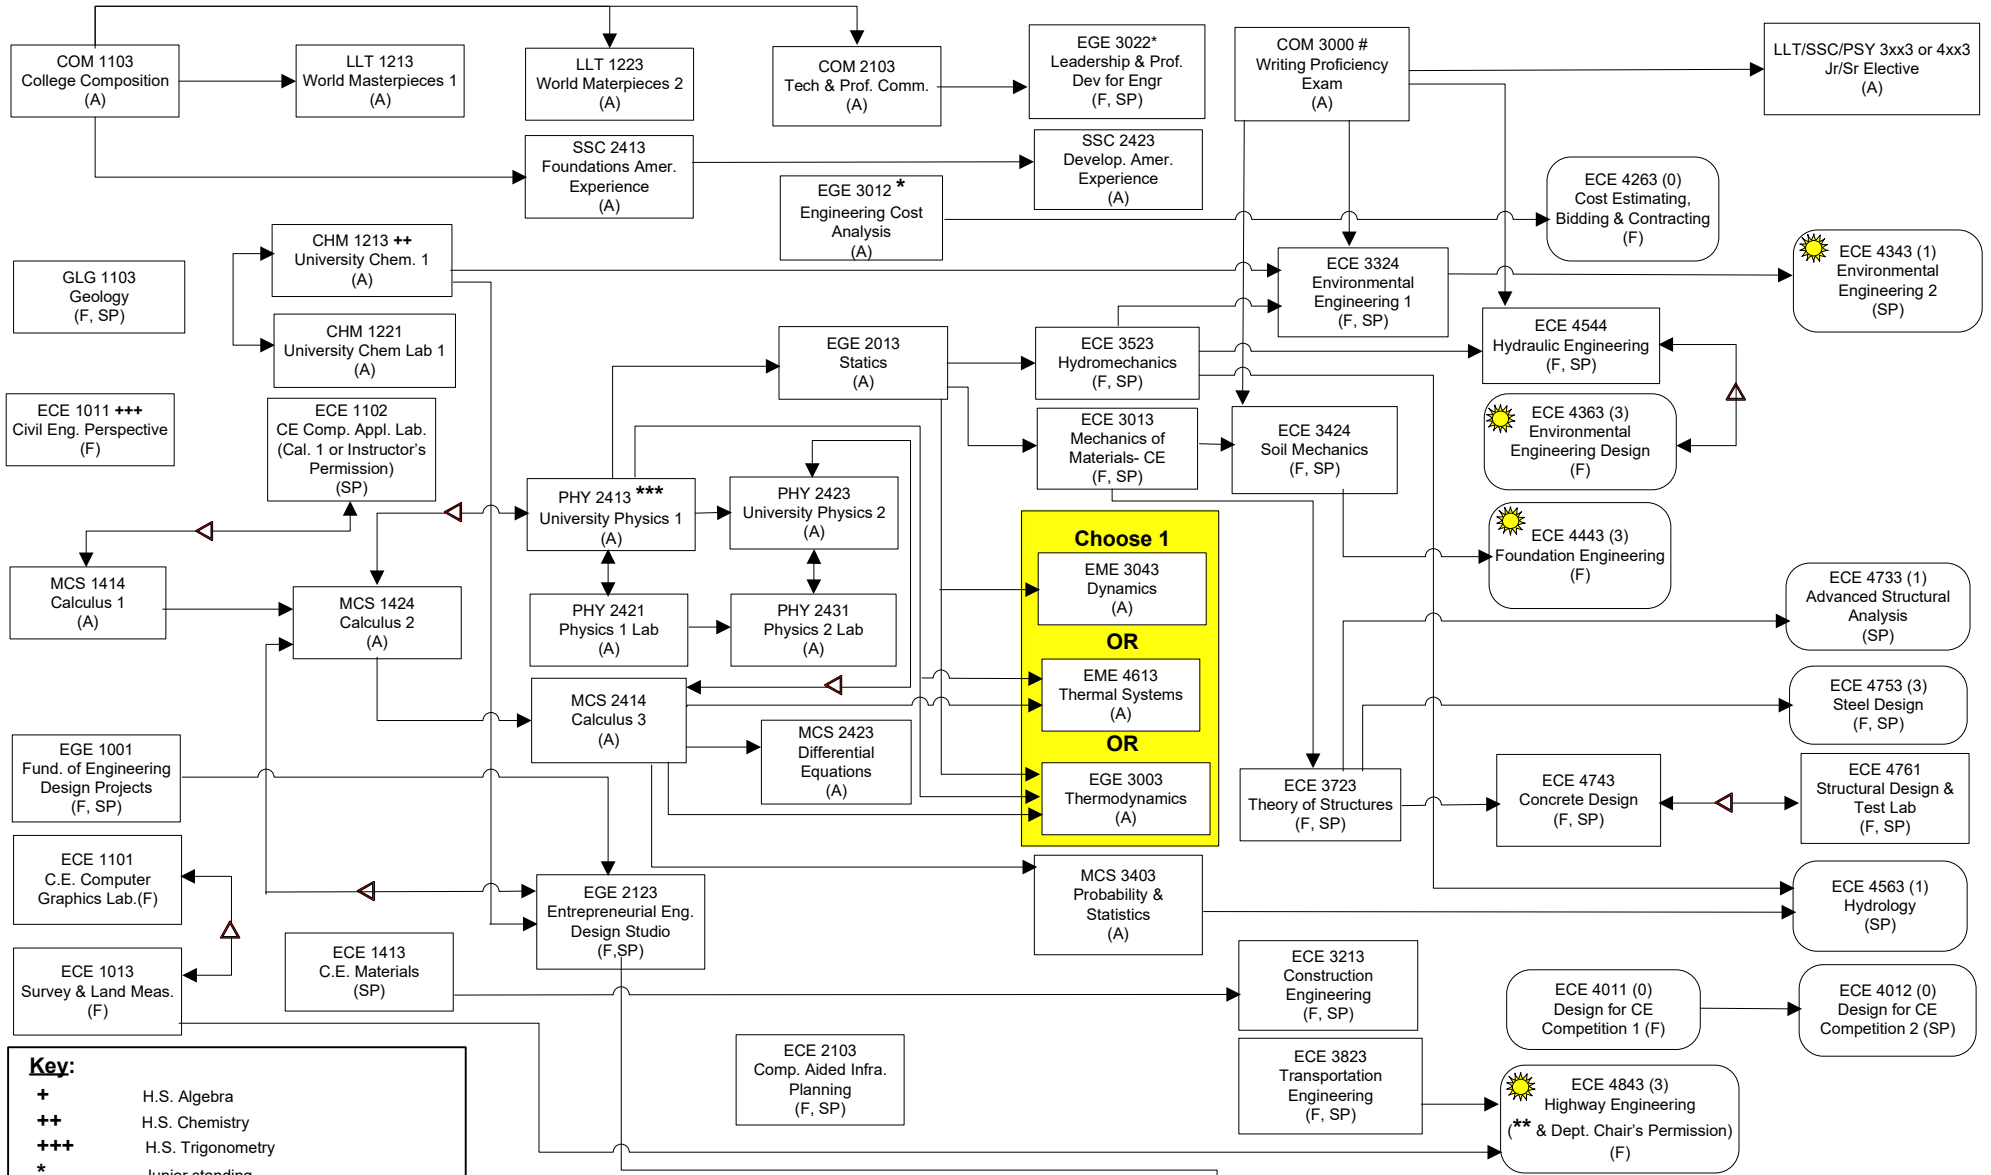 COM 1103
College Composition
(A)
LLT 1213
World Masterpieces 1
(A)
LLT 1223
World Materpieces 2
(A)
COM 2103
Tech & Prof. Comm.
(A)
EGE 3022*
Leadership & Prof.
Dev for Engr
(F, SP)
COM 3000 #
Writing Proficiency
Exam
(A)
LLT/SSC/PSY 3xx3 or 4xx3
Jr/Sr Elective
(A)
SSC 2413
Foundations Amer.
Experience
(A)
SSC 2423
Develop. Amer.
Experience
(A)
EGE 3012 *
Engineering Cost
Analysis
(A)
ECE 4263 (0)
Cost Estimating,
Bidding & Contracting
(F)
CHM 1213 ++
University Chem. 1
(A)
GLG 1103
Geology
(F, SP)
ECE 3324
Environmental
Engineering 1
(F, SP)
ECE 4343 (1)
Environmental
Engineering 2
(SP)
CHM 1221
University Chem Lab 1
(A)
EGE 2013
Statics
(A)
ECE 3523
Hydromechanics
(F, SP)
ECE 4544
Hydraulic Engineering
(F, SP)
ECE 1011 +++
Civil Eng. Perspective
(F)
ECE 1102
CE Comp. Appl. Lab.
(Cal. 1 or Instructor's
Permission)
(SP)
ECE 3013
Mechanics of
Materials- CE
(F, SP)
ECE 3424
Soil Mechanics
(F, SP)
ECE 4363 (3)
Environmental
Engineering Design
(F)
PHY 2413 ***
University Physics 1
(A)
PHY 2423
University Physics 2
(A)
ECE 4443 (3)
Foundation Engineering
(F)
Choose 1
EME 3043
Dynamics
(A)
OR
EME 4613
Thermal Systems
(A)
OR
EGE 3003
Thermodynamics
(A)
MCS 1414
Calculus 1
(A)
MCS 1424
Calculus 2
(A)
PHY 2421
Physics 1 Lab
(A)
PHY 2431
Physics 2 Lab
(A)
ECE 4733 (1)
Advanced Structural
Analysis
(SP)
MCS 2414
Calculus 3
(A)
MCS 2423
Differential
Equations
(A)
ECE 4753 (3)
Steel Design
(F, SP)
EGE 1001
Fund. of Engineering
Design Projects
(F, SP)
ECE 3723
Theory of Structures
(F, SP)
ECE 4743
Concrete Design
(F, SP)
ECE 4761
Structural Design &
Test Lab
(F, SP)
ECE 1101
C.E. Computer
Graphics Lab.(F)
EGE 2123
Entrepreneurial Eng.
Design Studio
(F,SP)
MCS 3403
Probability &
Statistics
(A)
ECE 4563 (1)
Hydrology
(SP)
ECE 1013
Survey & Land Meas.
(F)
ECE 1413
C.E. Materials
(SP)
ECE 3213
Construction
Engineering
(F, SP)
ECE 4011 (0)
Design for CE
Competition 1 (F)
ECE 4012 (0)
Design for CE
Competition 2 (SP)
ECE 2103
Comp. Aided Infra.
Planning
(F, SP)
ECE 3823
Transportation
Engineering
(F, SP)
ECE 4843 (3)
Highway Engineering
(** & Dept. Chair's Permission)
(F)
Key:
+ H.S. Algebra
++ H.S. Chemistry
+++ H.S. Trigonometry
* Junior standing